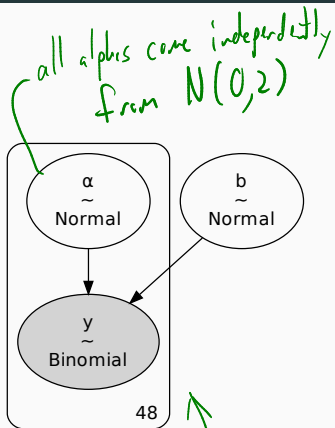 all alphas come independently
from N(0,2)
α
~
Normal
b
~
Normal
y
~
Binomial
48